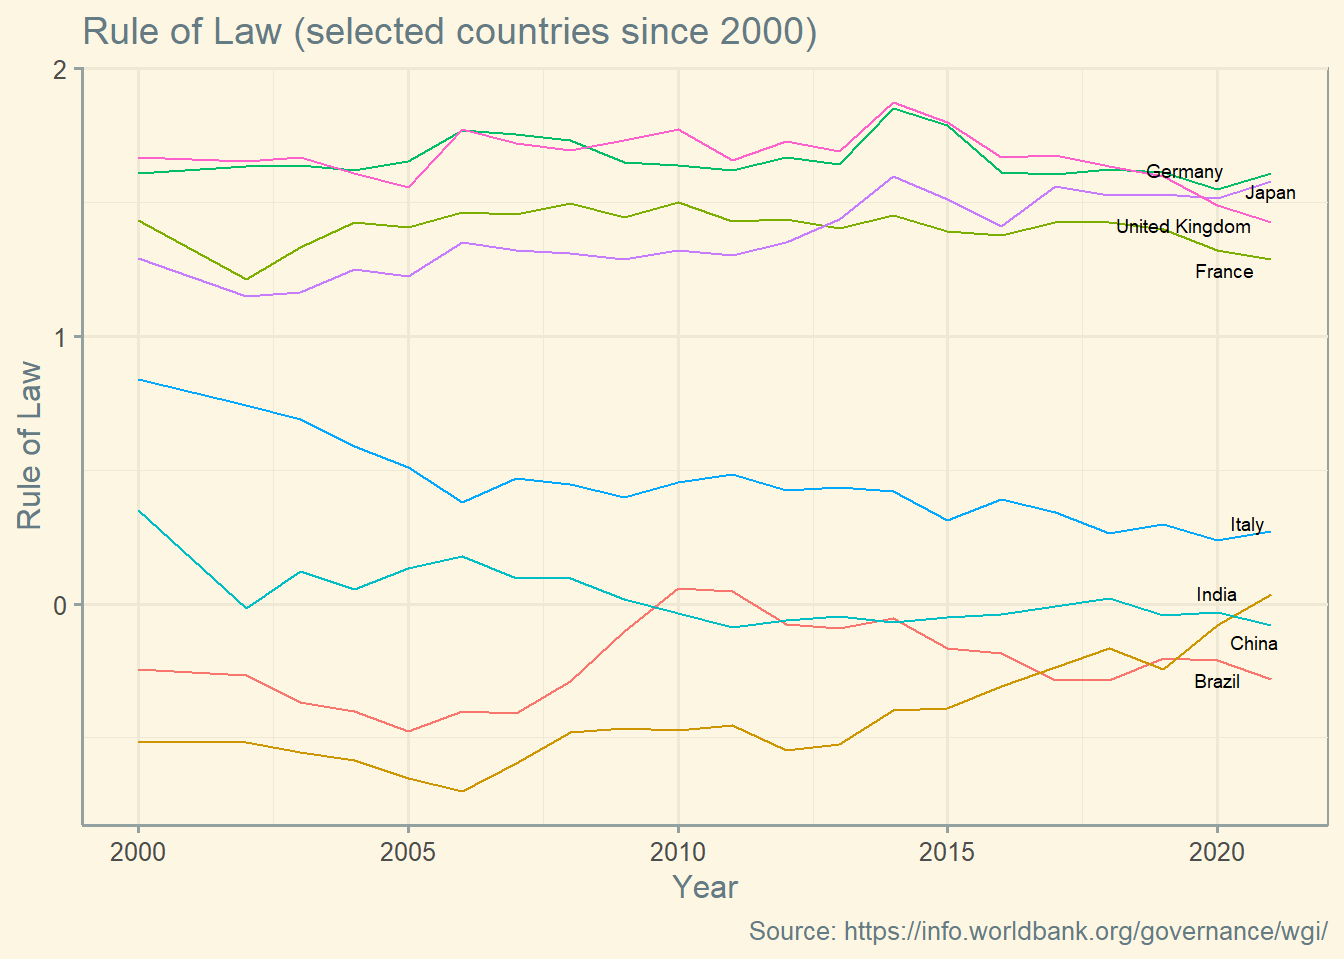 Rule of Law (selected countries since 2000)
2
1
0
Rule of Law
Germany
Japan
United Kingdom
France
Italy
India
China
Brazil
2000 2005 2010 2015 2020
Year
Source: https://info.worldbank.org/governance/wgi/